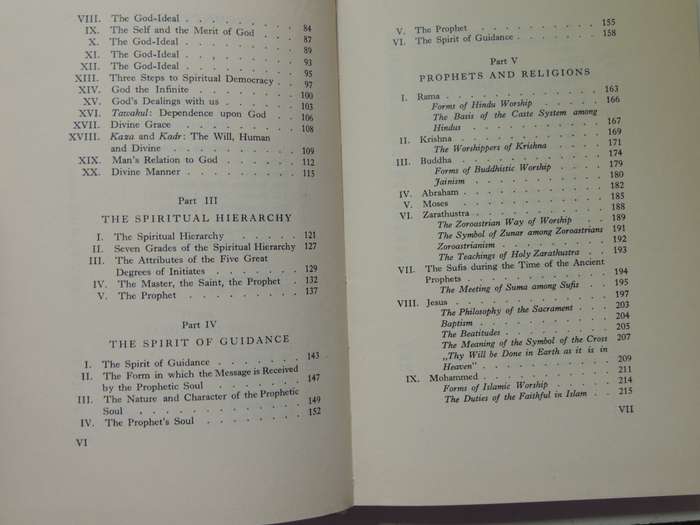 VIII. The God-Ideal . . . . . . . . 84
IX. The Self and the Merit of God . . . . 87
X. The God-Ideal . . . . . . . . 89
XI. The God-Ideal . . . . . . . . 93
XII. The God-Ideal . . . . . . . . 95
XIII. Three Steps to Spiritual Democracy . . 97
XIV. God the Infinite . . . . . . . 100
XV. God's Dealings with us . . . . . . 103
XVI. Tawakul: Dependence upon God . . . 106
XVII. Divine Grace . . . . . . . . 108
XVIII. Kaza and Kadr: The Will, Human
and Divine . . . . . . . . 109
XIX. Man's Relation to God . . . . . . 112
XX. Divine Manner . . . . . . . . 115
Part III
THE SPIRITUAL HIERARCHY
I. The Spiritual Hierarchy . . . . . 121
II. Seven Grades of the Spiritual Hierarchy 127
III. The Attributes of the Five Great
Degrees of Initiates . . . . . . 129
IV. The Master, the Saint, the Prophet . . 132
V. The Prophet . . . . . . . . 137
Part IV
THE SPIRIT OF GUIDANCE
I. The Spirit of Guidance . . . . . . 143
II. The Form in which the Message is Received
by the Prophetic Soul . . . . . . 147
III. The Nature and Character of the Prophetic
Soul . . . . . . . . . . 149
IV. The Prophet's Soul . . . . . . . 152
VI
V. The Prophet . . . . . . . . 155
VI. The Spirit of Guidance . . . . . . 158
Part V
PROPHETS AND RELIGIONS
I. Rama . . . . . . . . . . 163
Forms of Hindu Worship . . . . . 166
The Basis of the Caste System among
Hindus . . . . . . . . . 167
II. Krishna . . . . . . . . . 169
The Worshippers of Krishna . . . . 171
III. Buddha . . . . . . . . . 174
Forms of Buddhistic Worship . . . . 179
Jainism . . . . . . . . . 180
IV. Abraham . . . . . . . . . 182
V. Moses . . . . . . . . . . 185
VI. Zarathustra . . . . . . . . 188
The Zoroastrian Way of Worship . . 189
The Symbol of Zunar among Zoroastrians 191
Zoroastrianism . . . . . . . 192
The Teachings of Holy Zarathustra . . 193
VII. The Sufis during the Time of the Ancient
Prophets . . . . . . . . . 194
The Meeting of Suma among Sufis . . 195
VIII. Jesus . . . . . . . . . . 197
The Philosophy of the Sacrament . . 203
Baptism . . . . . . . . . 204
The Beatitudes . . . . . . . 205
The Meaning of the Symbol of the Cross 207
„Thy Will be Done in Earth as it is in
Heaven” . . . . . . . . . 209
IX. Mohammed . . . . . . . . 211
Forms of Islamic Worship . . . . . 214
The Duties of the Faithful in Islam . . 215
VII